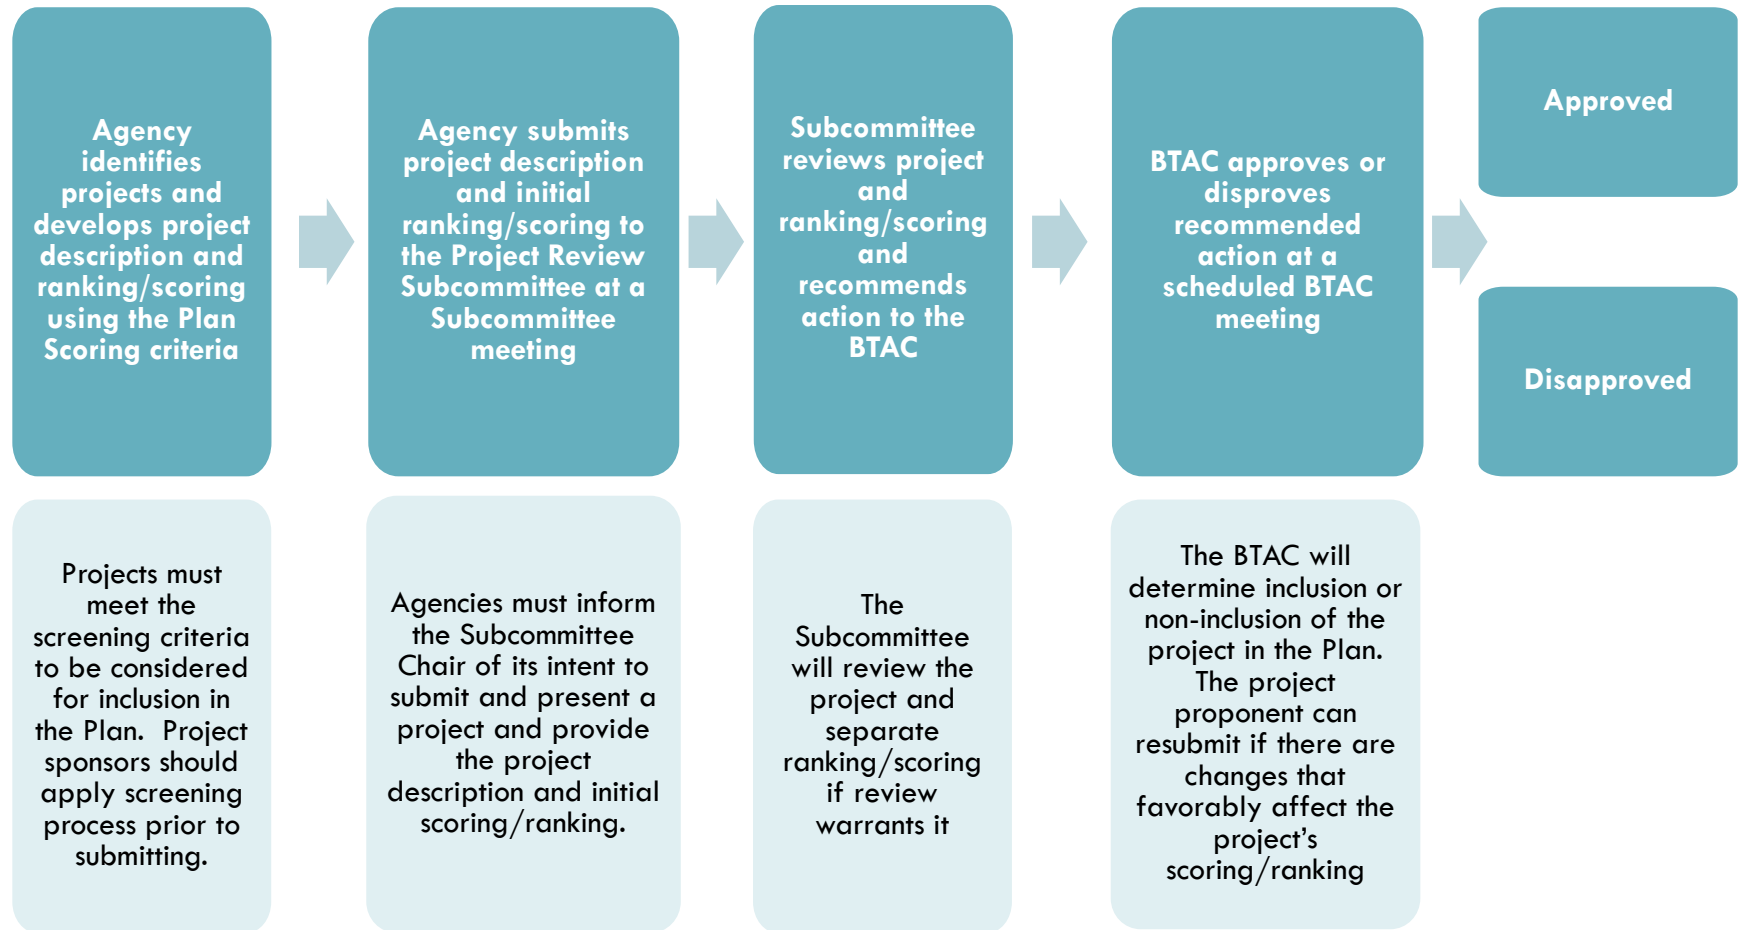 Agency
identifies
projects and
develops project
description and
ranking/scoring
using the Plan
Scoring criteria
Agency submits
project description
and initial
ranking/scoring to
the Project Review
Subcommittee at a
Subcommittee
meeting
Subcommittee
reviews project
and
ranking/scoring
and
recommends
action to the
BTAC
BTAC approves or
disproves
recommended
action at a
scheduled BTAC
meeting
Approved
Disapproved
Projects must
meet the
screening criteria
to be considered
for inclusion in
the Plan.  Project
sponsors should
apply screening
process prior to
submitting.
Agencies must inform
the Subcommittee
Chair of its intent to
submit and present a
project and provide
the project
description and initial
scoring/ranking.
The
Subcommittee
will review the
project and
separate
ranking/scoring
if review
warrants it
The BTAC will
determine inclusion or
non-inclusion of the
project in the Plan.
The project
proponent can
resubmit if there are
changes that
favorably affect the
project’s
scoring/ranking